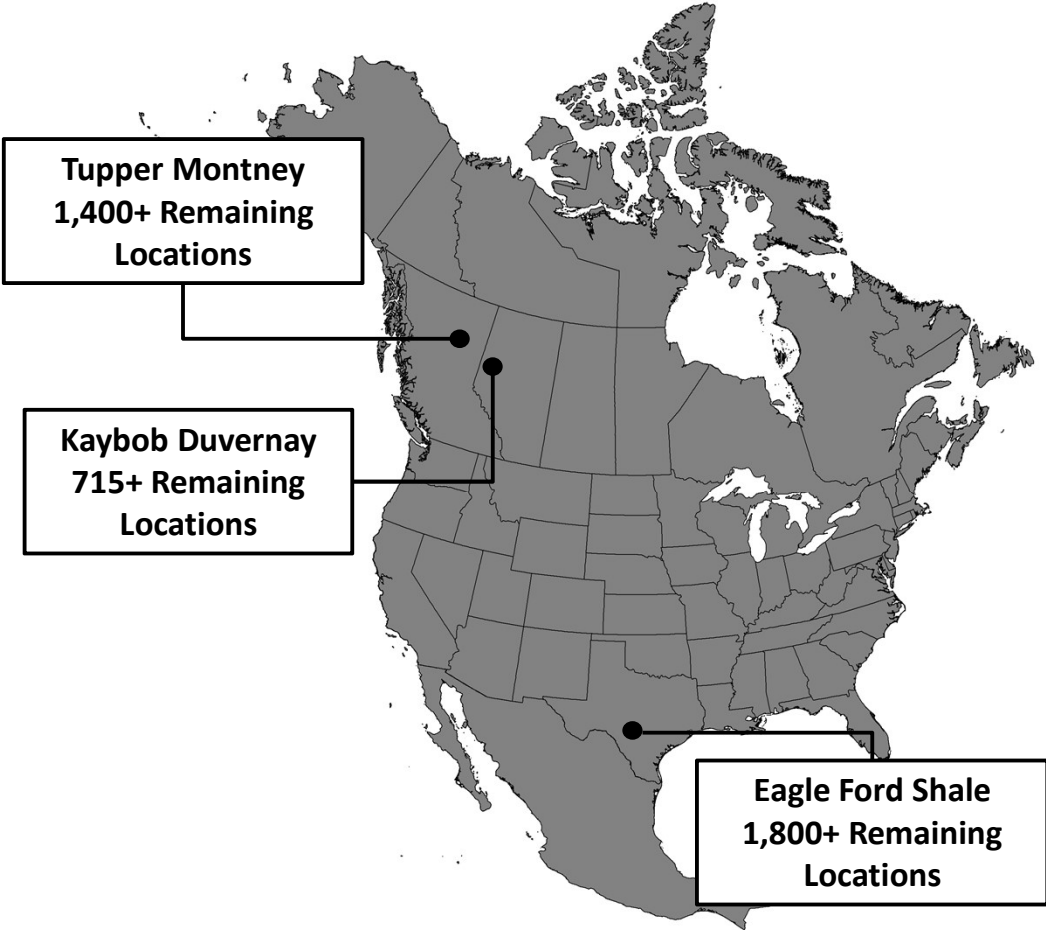 Tupper Montney
1,400+ Remaining
Locations
Kaybob Duvernay
715+ Remaining
Locations
Eagle Ford Shale
1,800+ Remaining
Locations